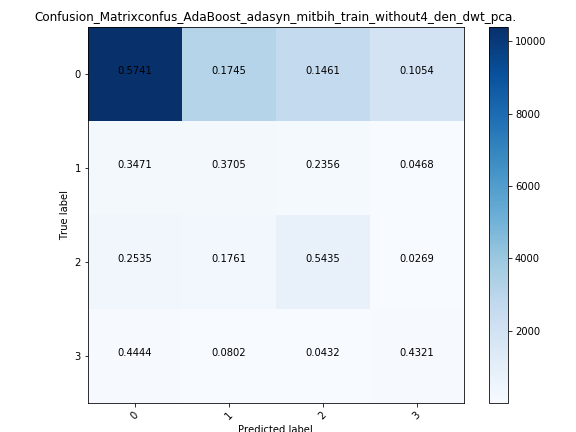 Confusion_Matrixconfus_AdaBoost_adasyn_mitbih_train_without4_den_dwt_pca.
0 0.5741 0.1745 0.1461 0.1054
1 0.3471 0.3705 0.2356 0.0468
2 0.2535 0.1761 0.5435 0.0269
3 0.4444 0.0802 0.0432 0.4321
True label
0 1 2 3
Predicted label
10000
8000
6000
4000
2000